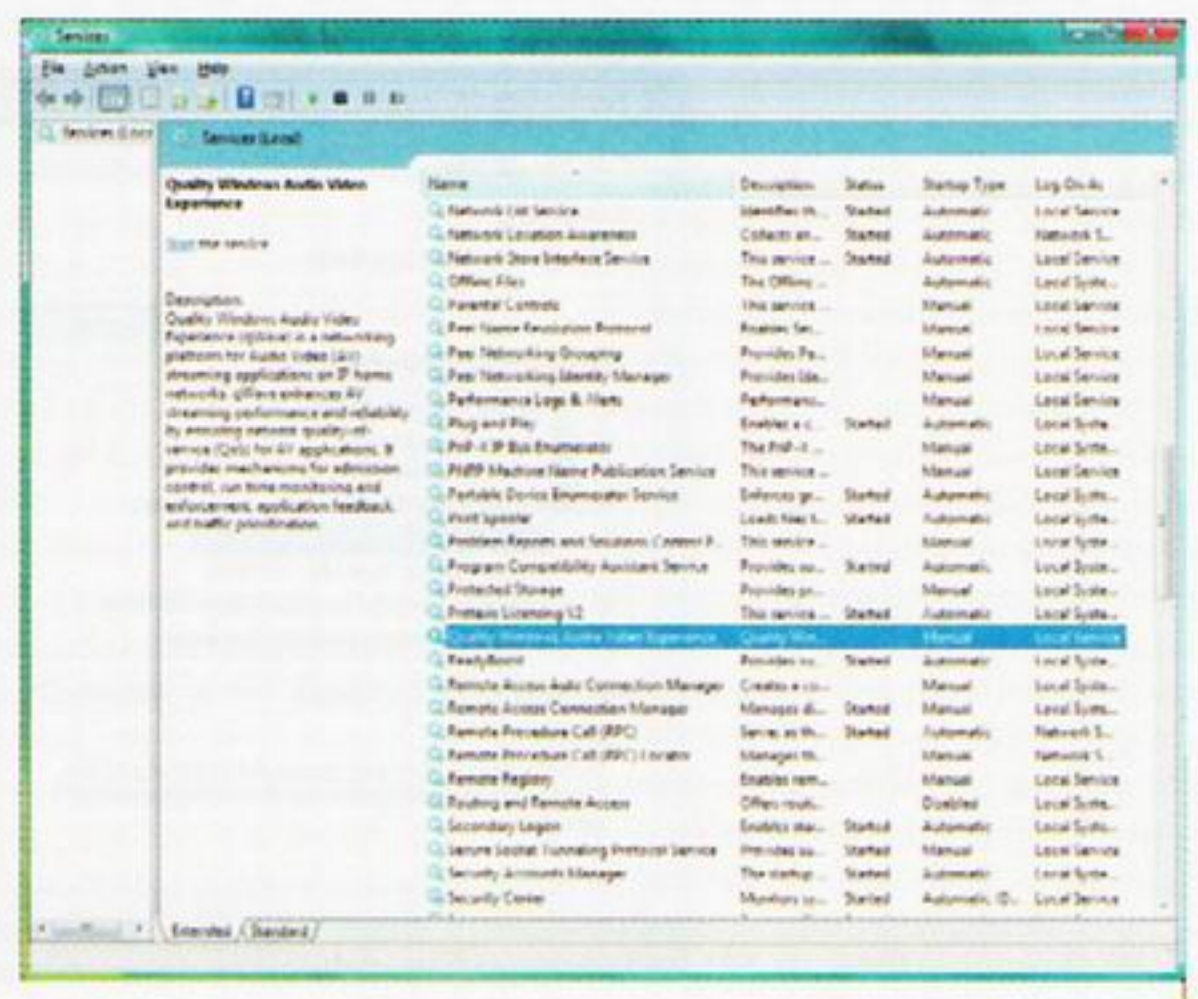 Services
File Action View Help
Services (Loca
Services (Local)
Quality Windows Audio Video
Experience
Start the service
Description:
Quality Windows Audio Video
Experience (qWave) is a networking
platform for Audio Video (AV)
streaming applications on IP home
networks. qWave enhances AV
streaming performance and reliability
by ensuring network quality-of-
service (QoS) for AV applications. It
provides mechanisms for admission
control, run time monitoring and
enforcement, application feedback,
and traffic prioritization.
Name Description Status Startup Type Log On As
Network List Service Identifies th... Started Automatic Local Service
Network Location Awareness Collects an... Started Automatic Network S...
Network Store Interface Service This service ... Started Automatic Local Service
Offline Files The Offline ... Automatic Local Syste...
Parental Controls This service ... Manual Local Service
Peer Name Resolution Protocol Enables Ser... Manual Local Service
Peer Networking Grouping Provides Pe... Manual Local Service
Peer Networking Identity Manager Provides Ide... Manual Local Service
Performance Logs & Alerts Performanc... Manual Local Service
Plug and Play Enables a c... Started Automatic Local Syste...
PnP-X IP Bus Enumerator The PnP-X ... Manual Local Syste...
PNRP Machine Name Publication Service This service ... Manual Local Service
Portable Device Enumerator Service Enforces gr... Started Automatic Local Syste...
Print Spooler Loads files t... Started Automatic Local Syste...
Problem Reports and Solutions Control P... This service ... Manual Local Syste...
Program Compatibility Assistant Service Provides su... Started Automatic Local Syste...
Protected Storage Provides pr... Manual Local Syste...
Protexis Licensing V2 This service ... Started Automatic Local Syste...
Quality Windows Audio Video Experience Quality Win... Manual Local Service
ReadyBoost Provides su... Started Automatic Local Syste...
Remote Access Auto Connection Manager Creates a co... Manual Local Syste...
Remote Access Connection Manager Manages di... Started Manual Local Syste...
Remote Procedure Call (RPC) Serves as th... Started Automatic Network S...
Remote Procedure Call (RPC) Locator Manages th... Manual Network S...
Remote Registry Enables rem... Manual Local Service
Routing and Remote Access Offers routi... Disabled Local Syste...
Secondary Logon Enables star... Started Automatic Local Syste...
Secure Socket Tunneling Protocol Service Provides su... Started Manual Local Service
Security Accounts Manager The startup ... Started Automatic Local Syste...
Security Center Monitors sy... Started Automatic (D... Local Service
Extended Standard